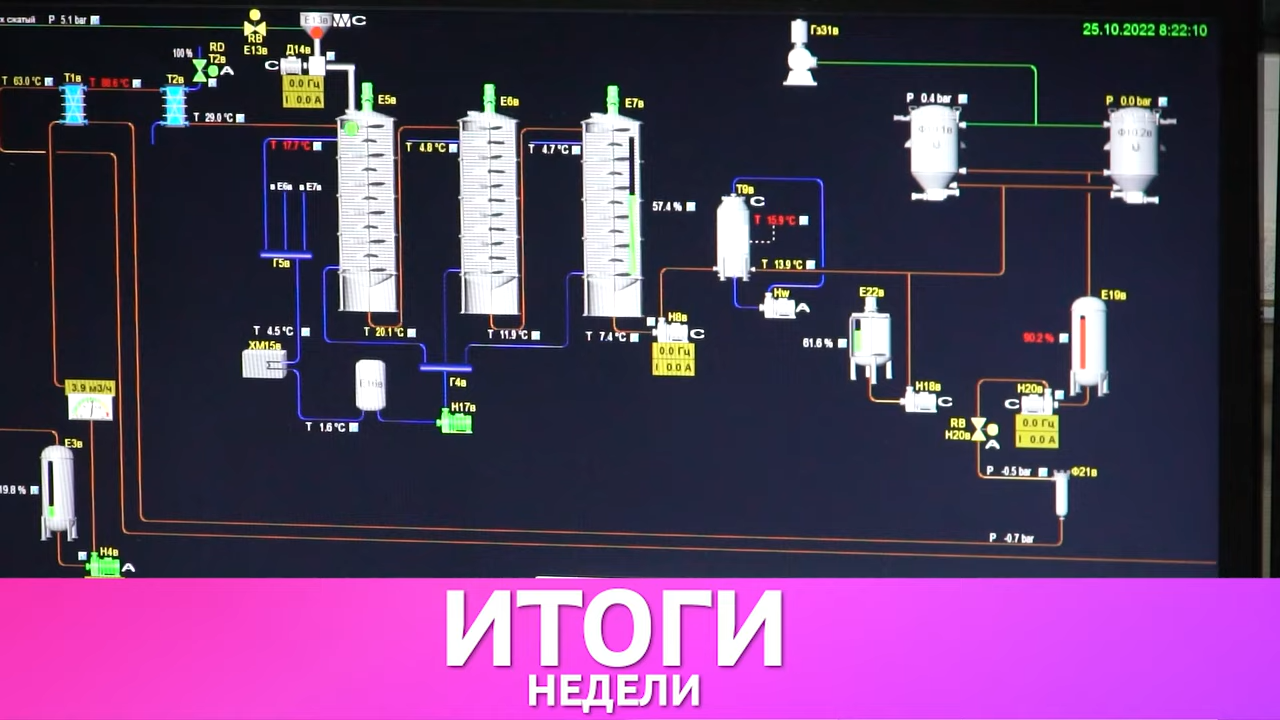 к сжатый P 5.1 bar
RB
E13в
E13в
C
25.10.2022 8:22:10
Гз31в
100 %
RD
T2в
A
Д14в
C
T 63.0 °C
T1в
T2в
0.0 Гц
I 0.0 A
T 29.0 °C
E5в
E6в
E7в
T 17.7 °C
T 4.8 °C
T 4.7 °C
P 0.4 bar
P 0.0 bar
в E6в
в E7в
57.4 %
T9в
C
T 15.9 °C
T 13.9 °C
Г5в
Hw
A
E22в
E19в
T 4.5 °C
T 20.1 °C
T 11.9 °C
T 7.4 °C
H8в
C
61.6 %
ХМ15в
0.0 Гц
I 0.0 A
Г4в
H18в
C
H20в
C
3.9 м3/ч
H17в
T 1.6 °C
RB
H20в
A
0.0 Гц
I 0.0 A
E3в
P -0.5 bar
Ф21в
19.8 %
P -0.7 bar
H4в
A
ИТОГИ
НЕДЕЛИ